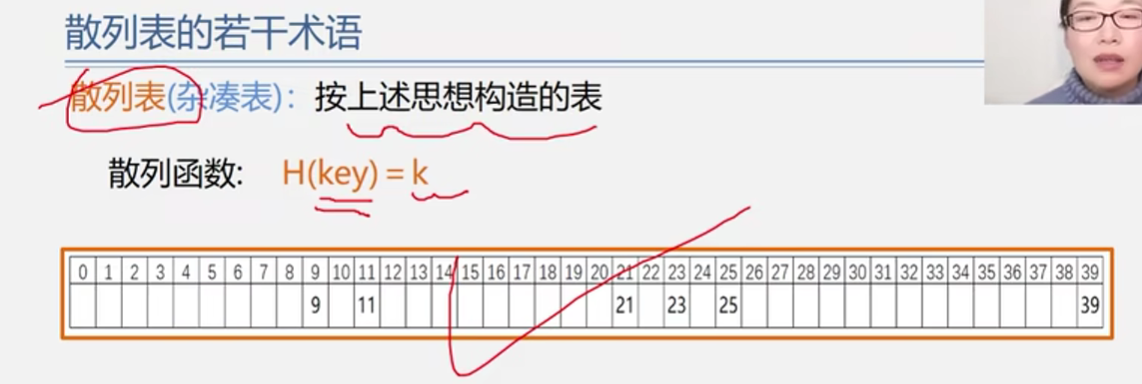 散列表的若干术语
散列表(杂凑表)：按上述思想构造的表
散列函数: H(key) = k
0 1 2 3 4 5 6 7 8 9 10 11 12 13 14 15 16 17 18 19 20 21 22 23 24 25 26 27 28 29 30 31 32 33 34 35 36 37 38 39
9 11 21 23 25 39